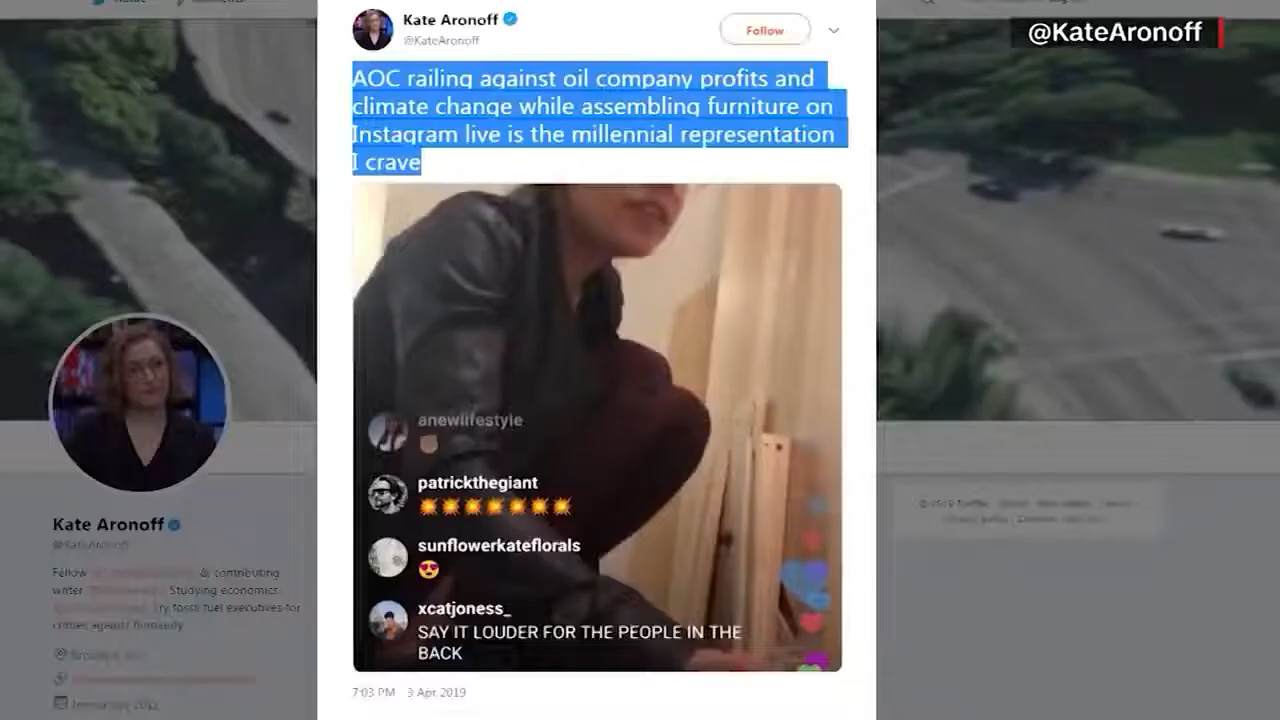 Kate Aronoff
@KateAronoff
Follow
@KateAronoff
AOC railing against oil company profits and
climate change while assembling furniture on
Instagram live is the millennial representation
I crave
anewlifestyle
patrickthegiant
sunflowerkateflorals
xcatjoness_
SAY IT LOUDER FOR THE PEOPLE IN THE
BACK
7:03 PM 3 Apr 2019
Kate Aronoff
@KateAronoff
Fellow & contributing
writer Studying economics
Try fossil fuel executives for
crimes against humanity